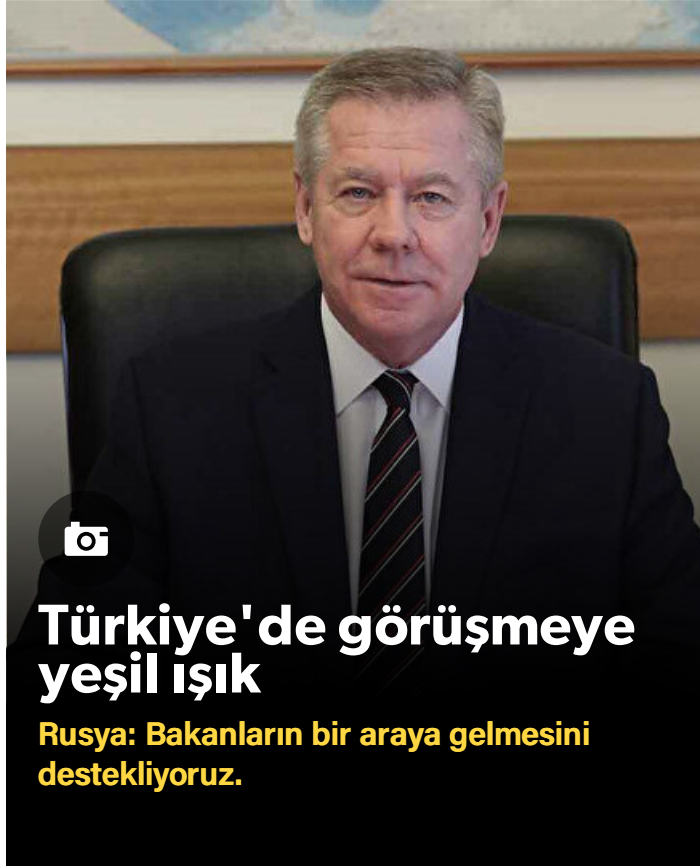 Türkiye'de görüşmeye
yeşil ışık
Rusya: Bakanların bir araya gelmesini
destekliyoruz.